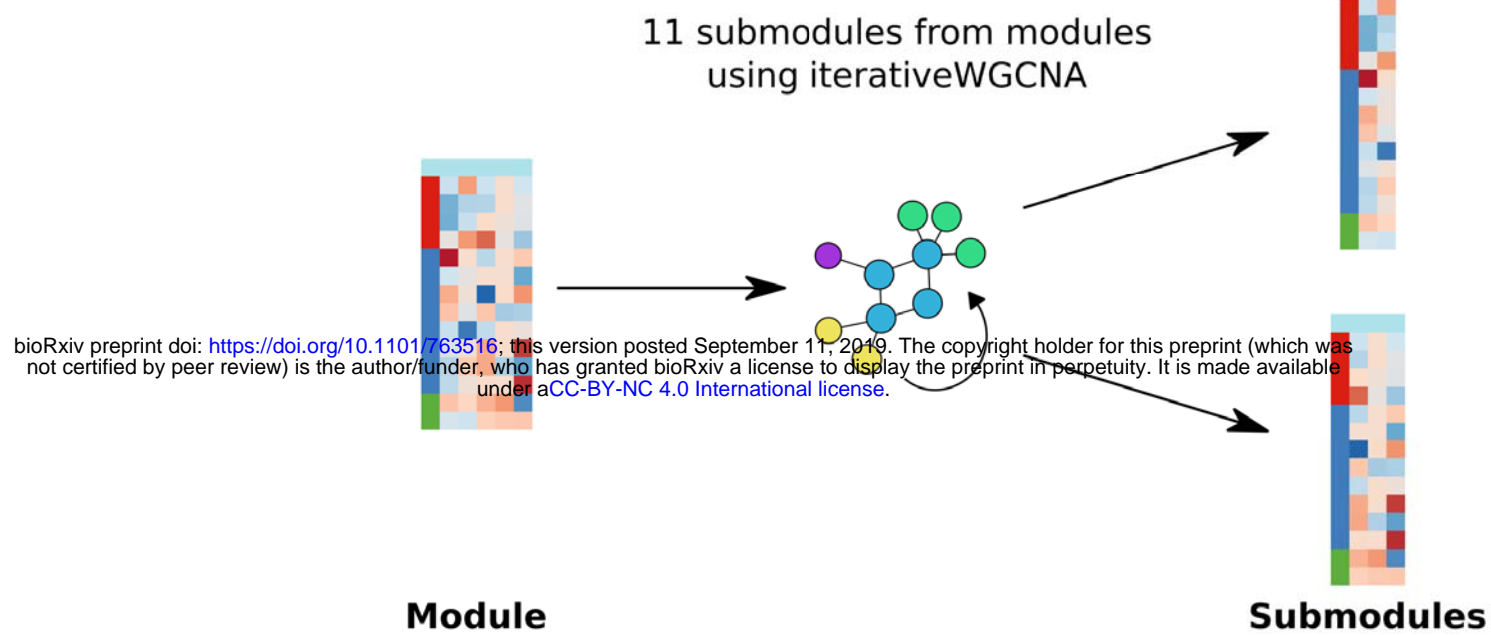 11 submodules from modules
using iterativeWGCNA
bioRxiv preprint doi: https://doi.org/10.1101/763516; this version posted September 11, 2019. The copyright holder for this preprint (which was
not certified by peer review) is the author/funder, who has granted bioRxiv a license to display the preprint in perpetuity. It is made available
under aCC-BY-NC 4.0 International license.
Module
Submodules